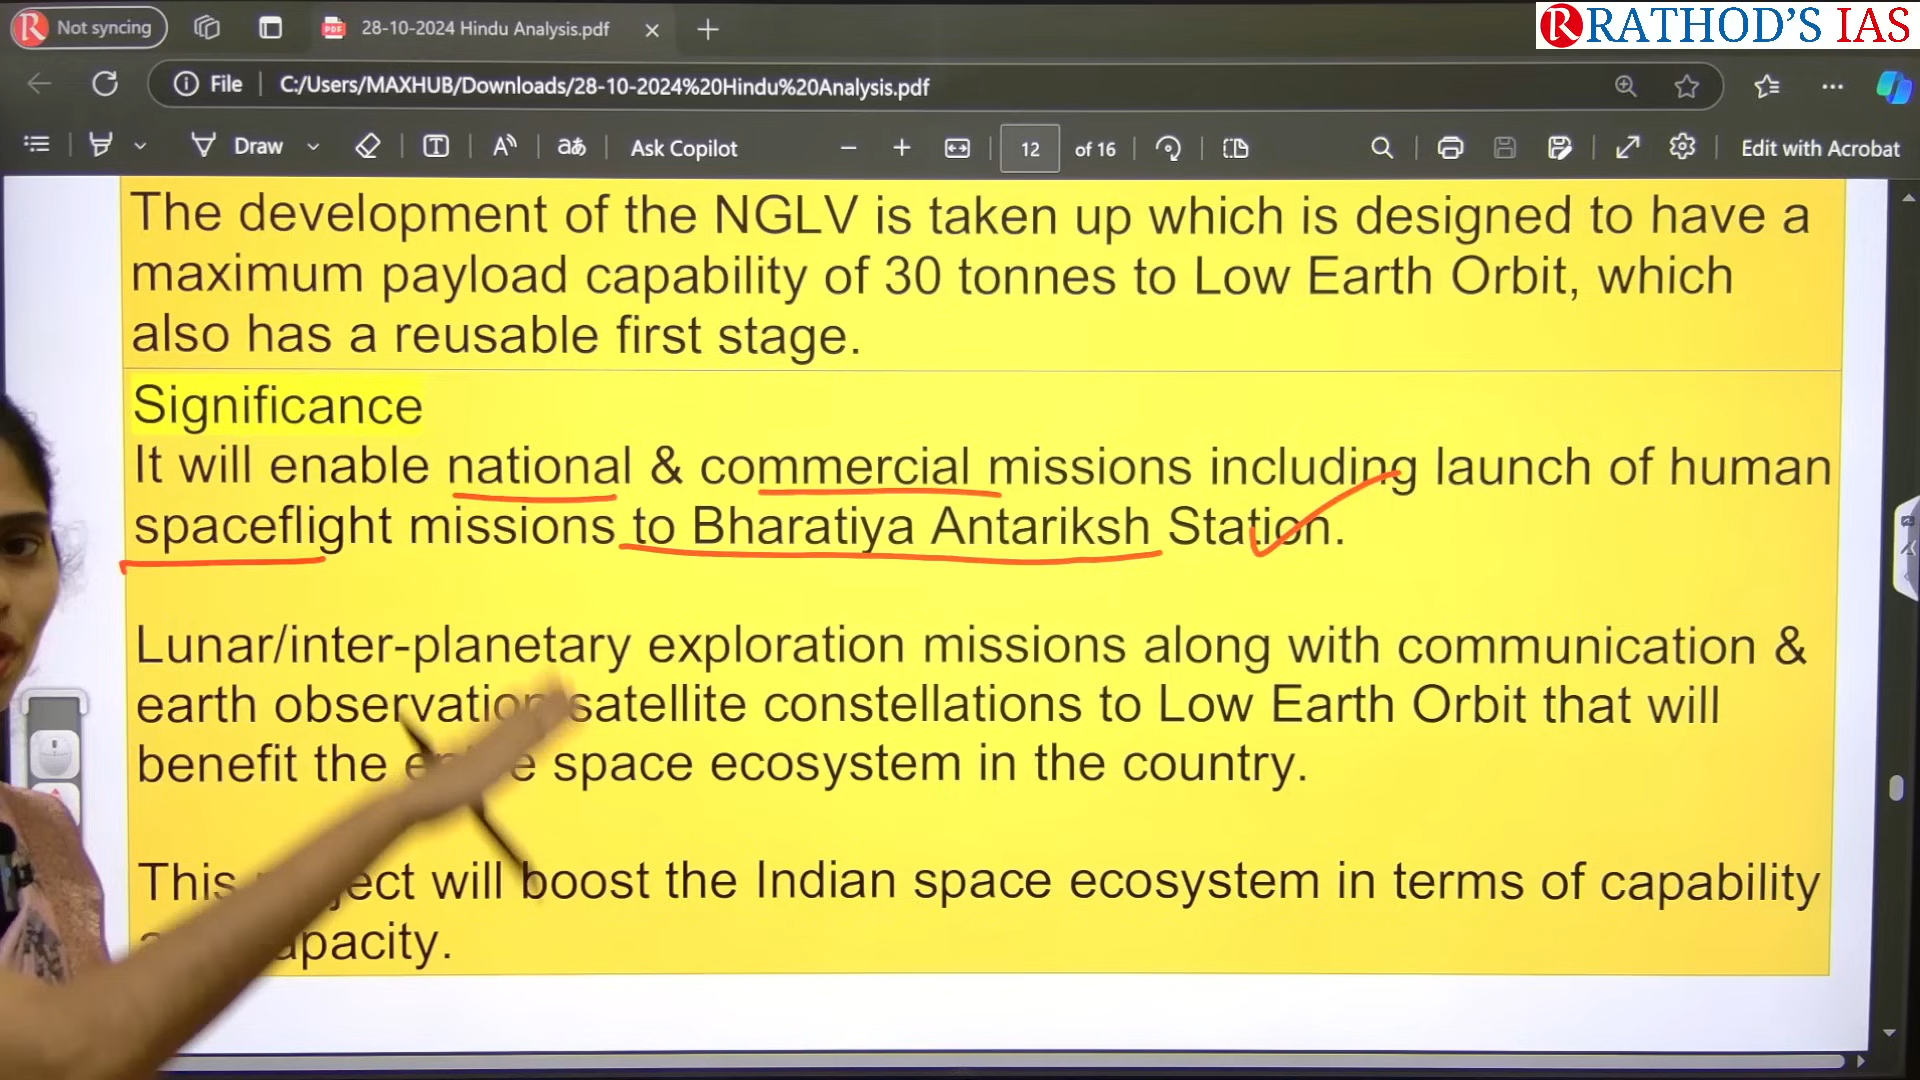 Not syncing
28-10-2024 Hindu Analysis.pdf
RATHOD'S IAS
File
C:/Users/MAXHUB/Downloads/28-10-2024%20Hindu%20Analysis.pdf
Draw
Ask Copilot
12 of 16
Edit with Acrobat
The development of the NGLV is taken up which is designed to have a
maximum payload capability of 30 tonnes to Low Earth Orbit, which
also has a reusable first stage.
Significance
It will enable national & commercial missions including launch of human
spaceflight missions to Bharatiya Antariksh Station.
Lunar/inter-planetary exploration missions along with communication &
earth observation satellite constellations to Low Earth Orbit that will
benefit the space ecosystem in the country.
This will boost the Indian space ecosystem in terms of capability